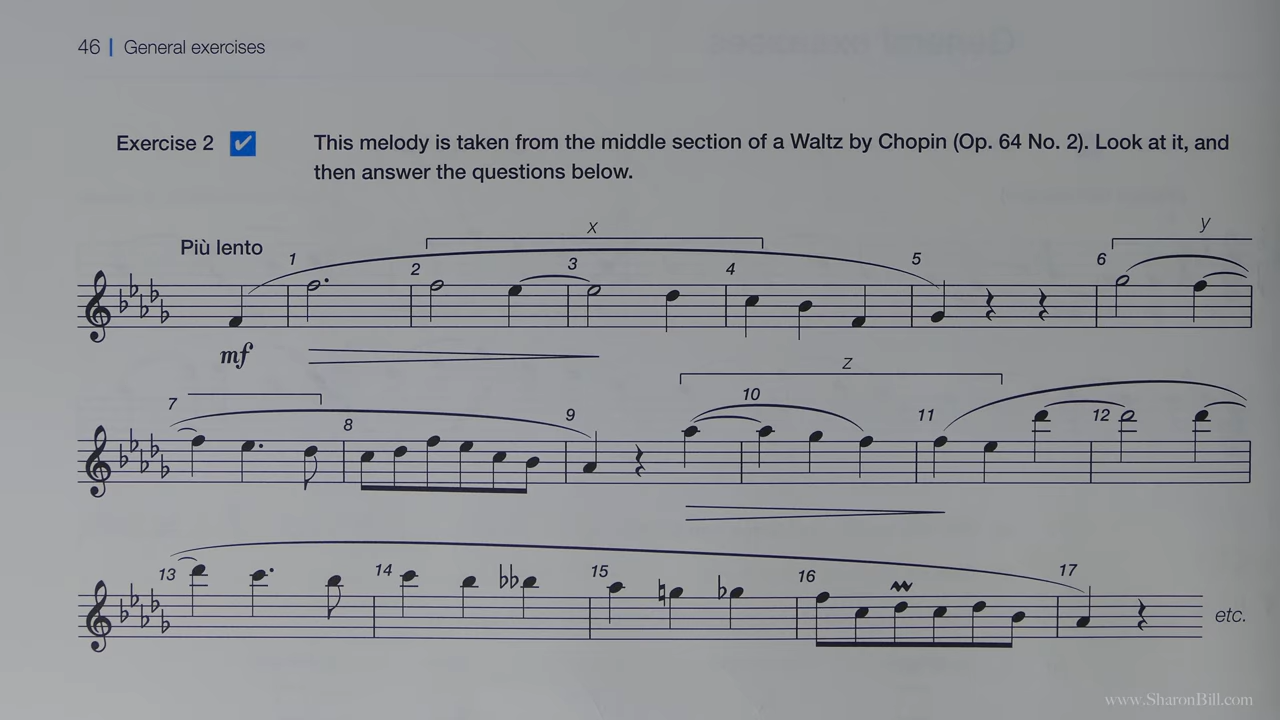 46 | General exercises
Exercise 2 ✔ This melody is taken from the middle section of a Waltz by Chopin (Op. 64 No. 2). Look at it, and
then answer the questions below.
x
y
Più lento
1 2 3 4 5 6
mf
z
7 8 9 10 11 12
13 14 15 16 17
etc.
www.SharonBill.com